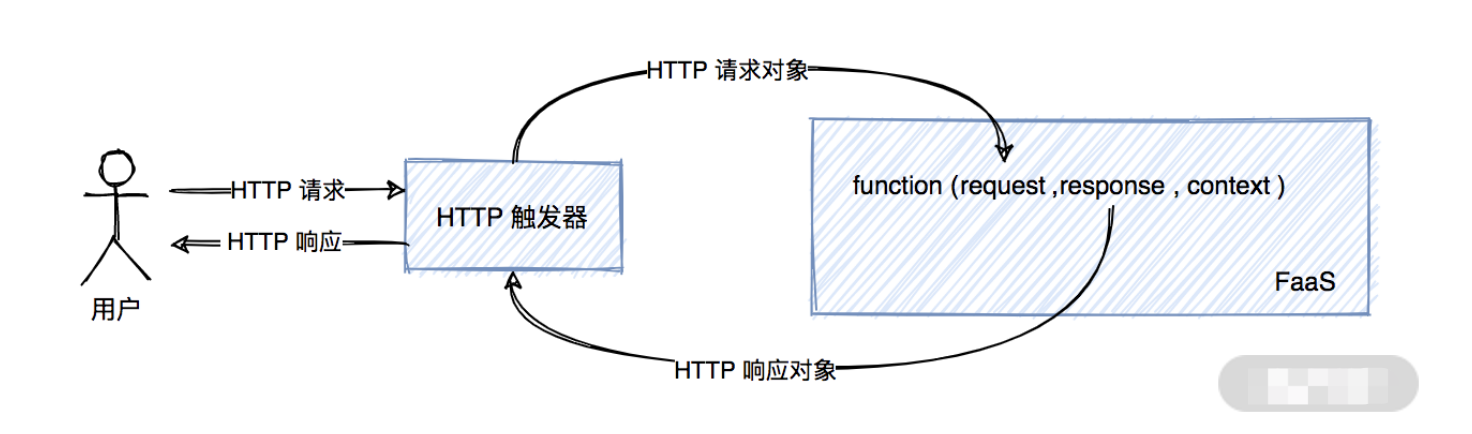 HTTP 请求对象
function (request ,response , context )
HTTP 请求
HTTP 触发器
HTTP 响应
FaaS
用户
HTTP 响应对象